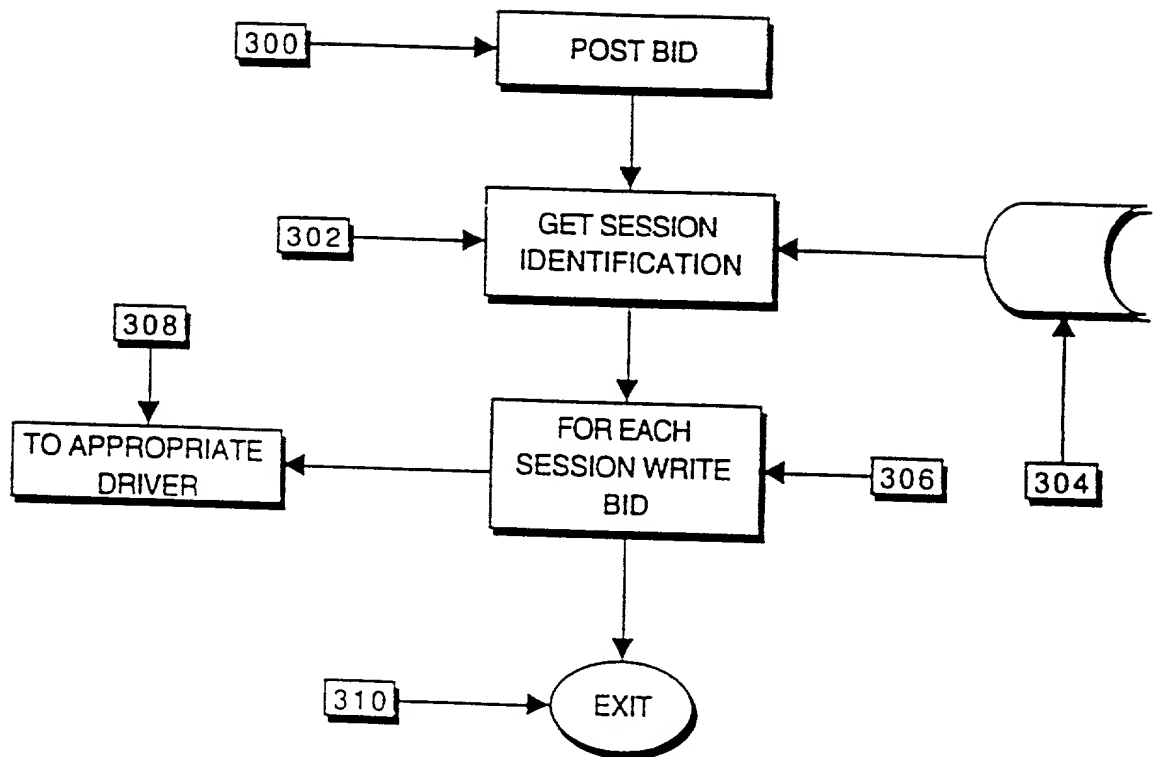 300
POST BID
302
GET SESSION
IDENTIFICATION
308
TO APPROPRIATE
DRIVER
FOR EACH
SESSION WRITE
BID
306
304
310
EXIT